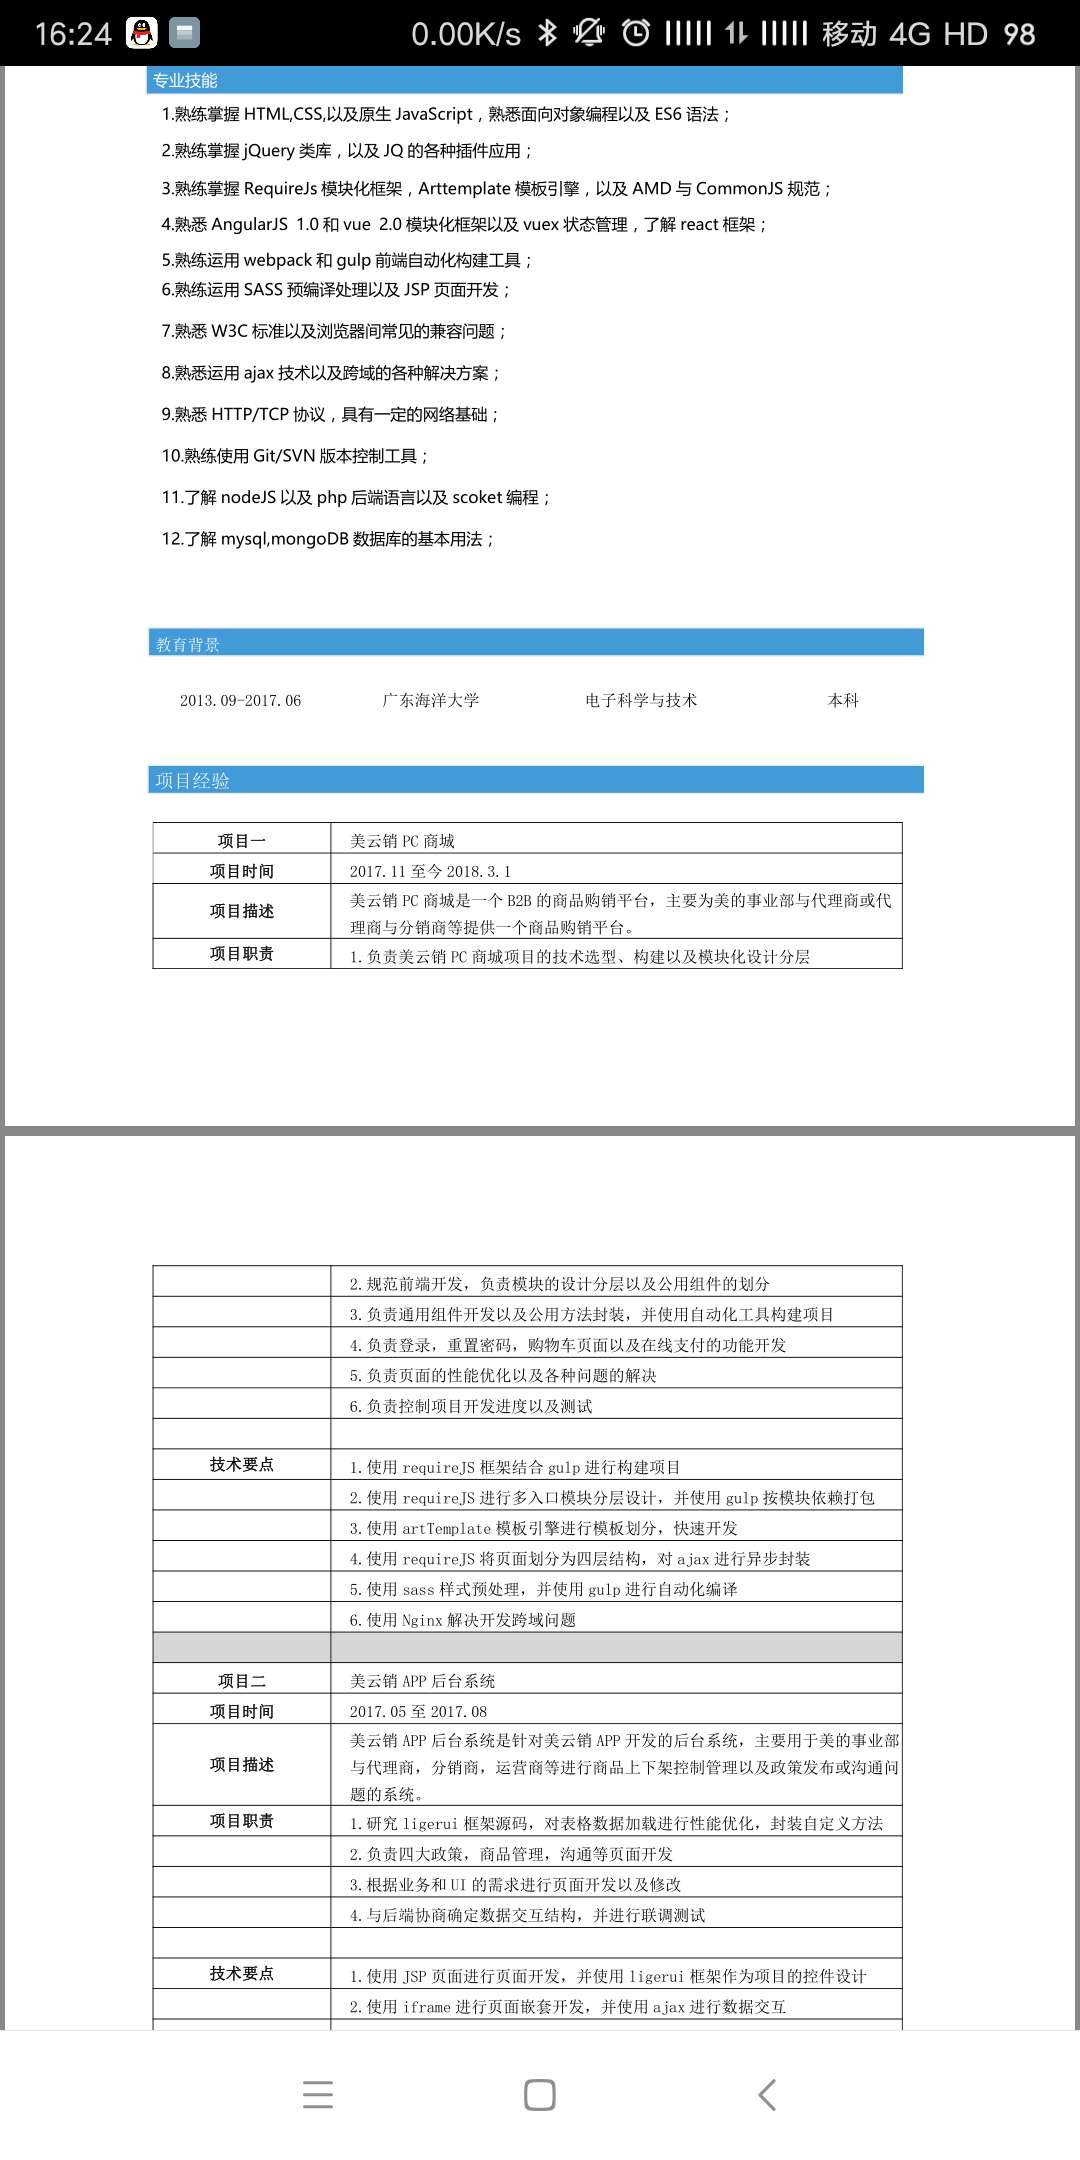 16:24 0.00K/s 移动 4G HD 98
专业技能
1.熟练掌握 HTML,CSS,以及原生 JavaScript，熟悉面向对象编程以及 ES6 语法；
2.熟练掌握 jQuery 类库，以及 JQ 的各种插件应用；
3.熟练掌握 RequireJs 模块化框架，Arttemplate 模板引擎，以及 AMD 与 CommonJS 规范；
4.熟悉 AngularJS 1.0 和 vue 2.0 模块化框架以及 vuex 状态管理，了解 react 框架；
5.熟练运用 webpack 和 gulp 前端自动化构建工具；
6.熟练运用 SASS 预编译处理以及 JSP 页面开发；
7.熟悉 W3C 标准以及浏览器间常见的兼容问题；
8.熟悉运用 ajax 技术以及跨域的各种解决方案；
9.熟悉 HTTP/TCP 协议，具有一定的网络基础；
10.熟练使用 Git/SVN 版本控制工具；
11.了解 nodeJS 以及 php 后端语言以及 scoket 编程；
12.了解 mysql,mongoDB 数据库的基本用法；
教育背景
2013.09-2017.06 广东海洋大学 电子科学与技术 本科
项目经验
项目一 美云销 PC 商城
项目时间 2017.11 至今 2018.3.1
项目描述 美云销 PC 商城是一个 B2B 的商品购销平台，主要为美的事业部与代理商或代
理商与分销商等提供一个商品购销平台。
项目职责 1.负责美云销 PC 商城项目的技术选型、构建以及模块化设计分层
2.规范前端开发，负责模块的设计分层以及公用组件的划分
3.负责通用组件开发以及公用方法封装，并使用自动化工具构建项目
4.负责登录，重置密码，购物车页面以及在线支付的功能开发
5.负责页面的性能优化以及各种问题的解决
6.负责控制项目开发进度以及测试
技术要点 1.使用 requireJS 框架结合 gulp 进行构建项目
2.使用 requireJS 进行多入口模块分层设计，并使用 gulp 按模块依赖打包
3.使用 artTemplate 模板引擎进行模板划分，快速开发
4.使用 requireJS 将页面划分为四层结构，对 ajax 进行异步封装
5.使用 sass 样式预处理，并使用 gulp 进行自动化编译
6.使用 Nginx 解决开发跨域问题
项目二 美云销 APP 后台系统
项目时间 2017.05 至 2017.08
项目描述 美云销 APP 后台系统是针对美云销 APP 开发的后台系统，主要用于美的事业部
与代理商，分销商，运营商等进行商品上下架控制管理以及政策发布或沟通问
题的系统。
项目职责 1.研究 ligerui 框架源码，对表格数据加载进行性能优化，封装自定义方法
2.负责四大政策，商品管理，沟通等页面开发
3.根据业务和 UI 的需求进行页面开发以及修改
4.与后端协商确定数据交互结构，并进行联调测试
技术要点 1.使用 JSP 页面进行页面开发，并使用 ligerui 框架作为项目的控件设计
2.使用 iframe 进行页面嵌套开发，并使用 ajax 进行数据交互